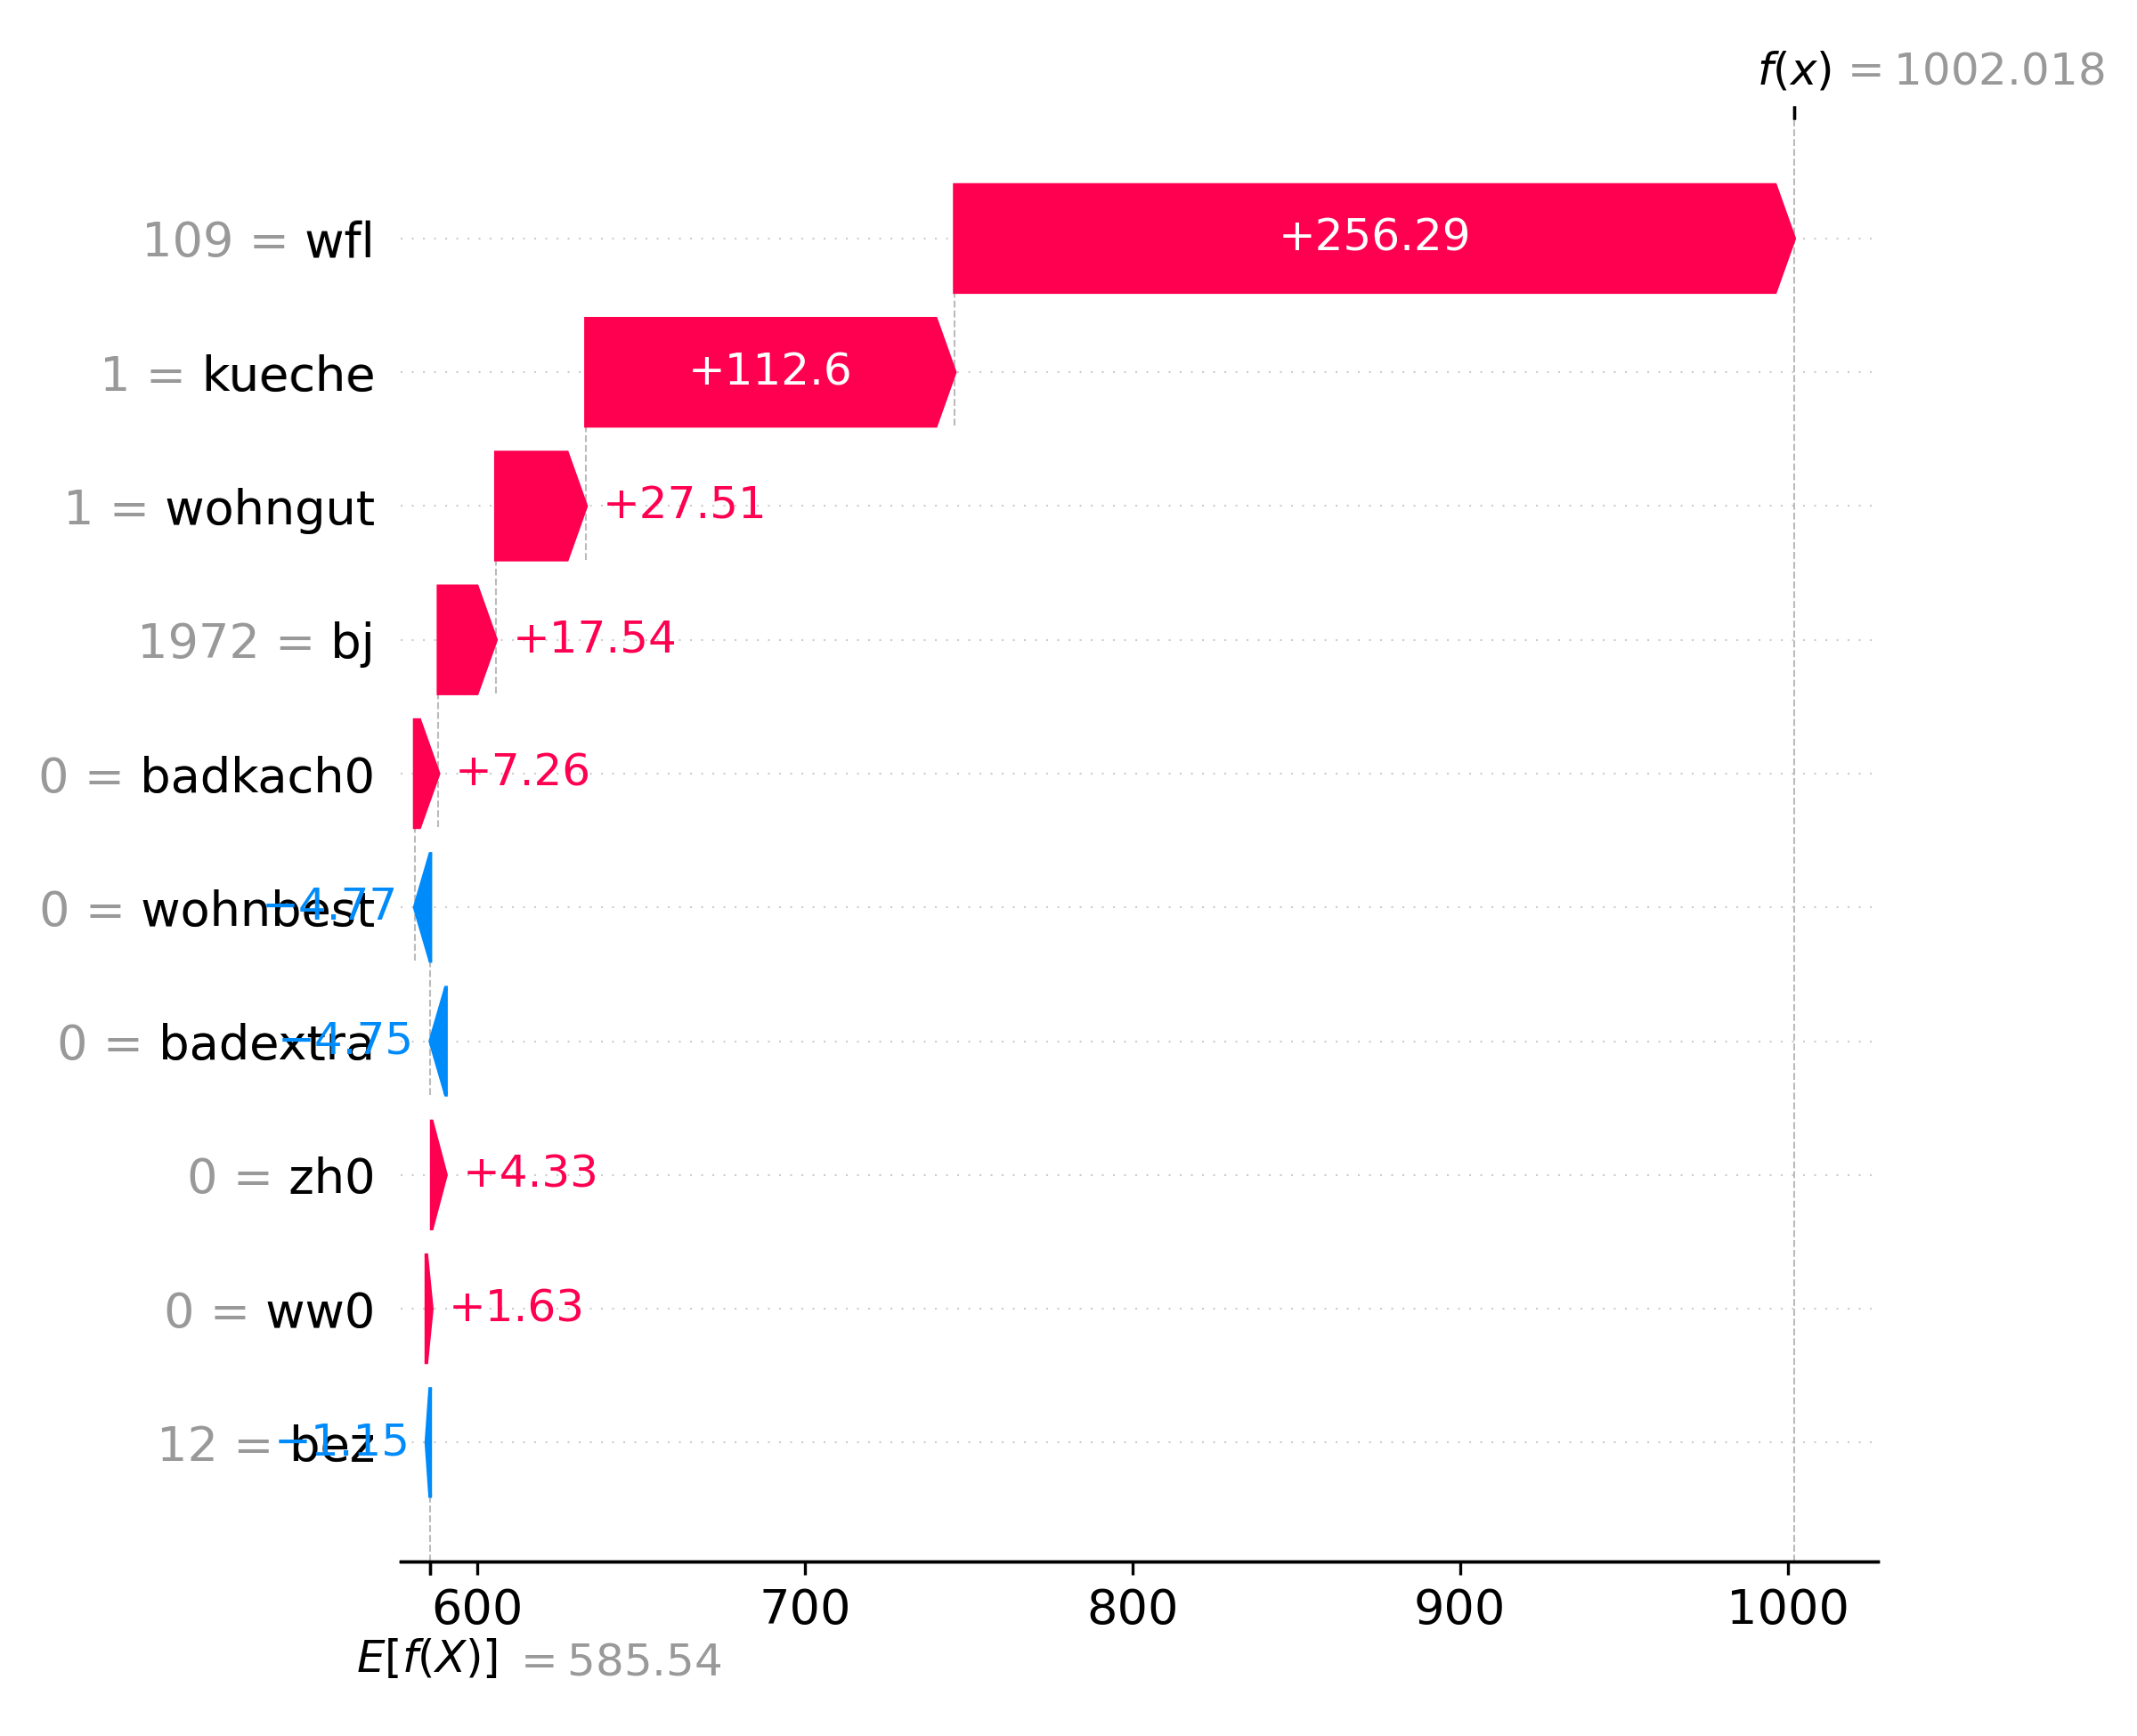 f(x) = 1002.018
109 = wfl +256.29
1 = kueche +112.6
1 = wohngut +27.51
1972 = bj +17.54
0 = badkach0 +7.26
0 = wohnbest −4.77
0 = badextra −4.75
0 = zh0 +4.33
0 = ww0 +1.63
12 = bez −1.15
600 700 800 900 1000
E[f(X)] = 585.54